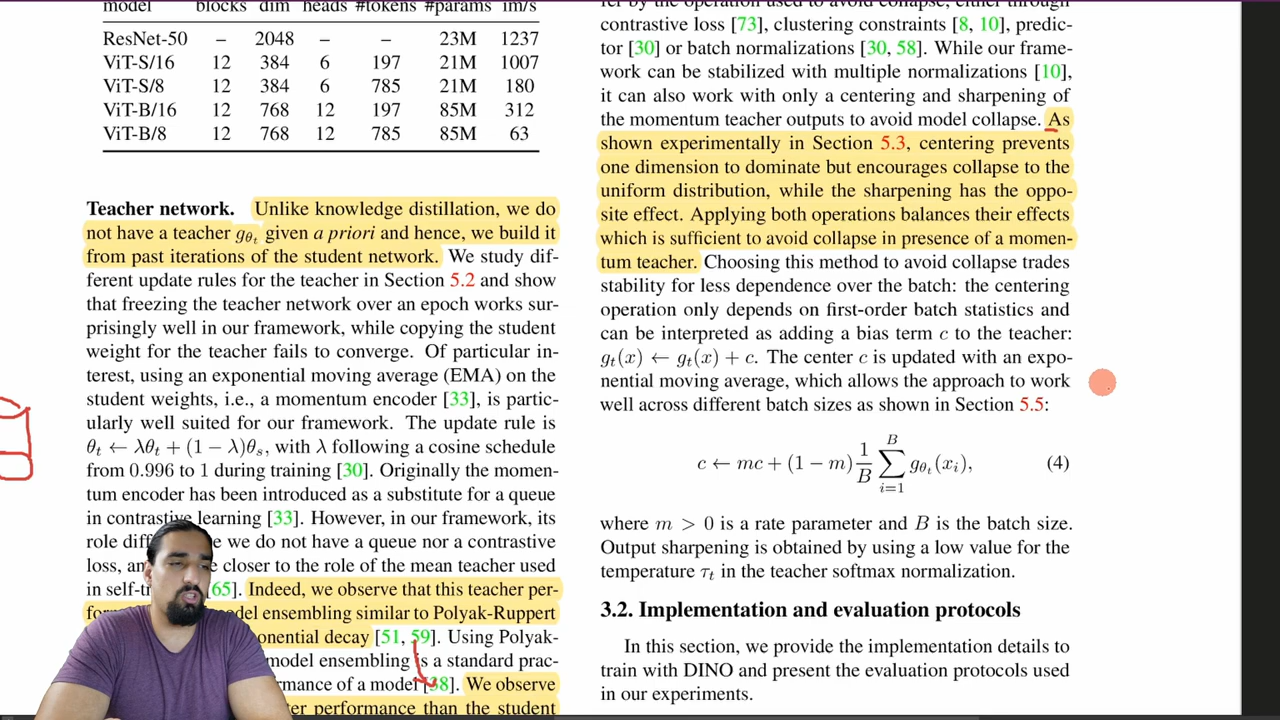 model blocks dim heads #tokens #params im/s
ResNet-50 – 2048 – – 23M 1237
ViT-S/16 12 384 6 197 21M 1007
ViT-S/8 12 384 6 785 21M 180
ViT-B/16 12 768 12 197 85M 312
ViT-B/8 12 768 12 785 85M 63
Teacher network. Unlike knowledge distillation, we do
not have a teacher gθt given a priori and hence, we build it
from past iterations of the student network. We study dif-
ferent update rules for the teacher in Section 5.2 and show
that freezing the teacher network over an epoch works sur-
prisingly well in our framework, while copying the student
weight for the teacher fails to converge. Of particular in-
terest, using an exponential moving average (EMA) on the
student weights, i.e., a momentum encoder [33], is partic-
ularly well suited for our framework. The update rule is
θt ← λθt + (1 − λ)θs, with λ following a cosine schedule
from 0.996 to 1 during training [30]. Originally the momen-
tum encoder has been introduced as a substitute for a queue
in contrastive learning [33]. However, in our framework, its
role diff we do not have a queue nor a contrastive
loss, an closer to the role of the mean teacher used
in self-t [65]. Indeed, we observe that this teacher per-
for model ensembling similar to Polyak-Ruppert
onential decay [51, 59]. Using Polyak-
model ensembling is a standard prac-
rmance of a model [38]. We observe
ter performance than the student
fer by the operation used to avoid collapse, either through
contrastive loss [73], clustering constraints [8, 10], predic-
tor [30] or batch normalizations [30, 58]. While our frame-
work can be stabilized with multiple normalizations [10],
it can also work with only a centering and sharpening of
the momentum teacher outputs to avoid model collapse. As
shown experimentally in Section 5.3, centering prevents
one dimension to dominate but encourages collapse to the
uniform distribution, while the sharpening has the oppo-
site effect. Applying both operations balances their effects
which is sufficient to avoid collapse in presence of a momen-
tum teacher. Choosing this method to avoid collapse trades
stability for less dependence over the batch: the centering
operation only depends on first-order batch statistics and
can be interpreted as adding a bias term c to the teacher:
gt(x) ← gt(x) + c. The center c is updated with an expo-
nential moving average, which allows the approach to work
well across different batch sizes as shown in Section 5.5:
c ← mc + (1 − m) 1/B ∑ᴮᵢ₌₁ gθt(xi), (4)
where m > 0 is a rate parameter and B is the batch size.
Output sharpening is obtained by using a low value for the
temperature τt in the teacher softmax normalization.
3.2. Implementation and evaluation protocols
In this section, we provide the implementation details to
train with DINO and present the evaluation protocols used
in our experiments.